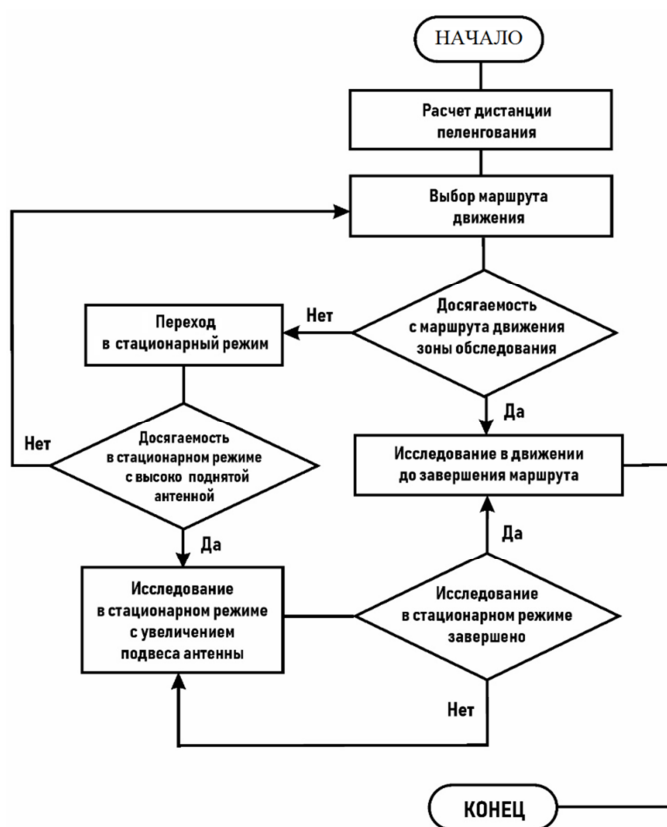 НАЧАЛО
Расчет дистанции
пеленгования
Выбор маршрута
движения
Досягаемость
с маршрута движения
зоны обследования
Нет
Переход
в стационарный режим
Да
Нет
Досягаемость
в стационарном режиме
с высоко поднятой
антенной
Исследование в движении
до завершения маршрута
Да
Да
Исследование
в стационарном режиме
с увеличением
подвеса антенны
Исследование
в стационарном режиме
завершено
Нет
КОНЕЦ